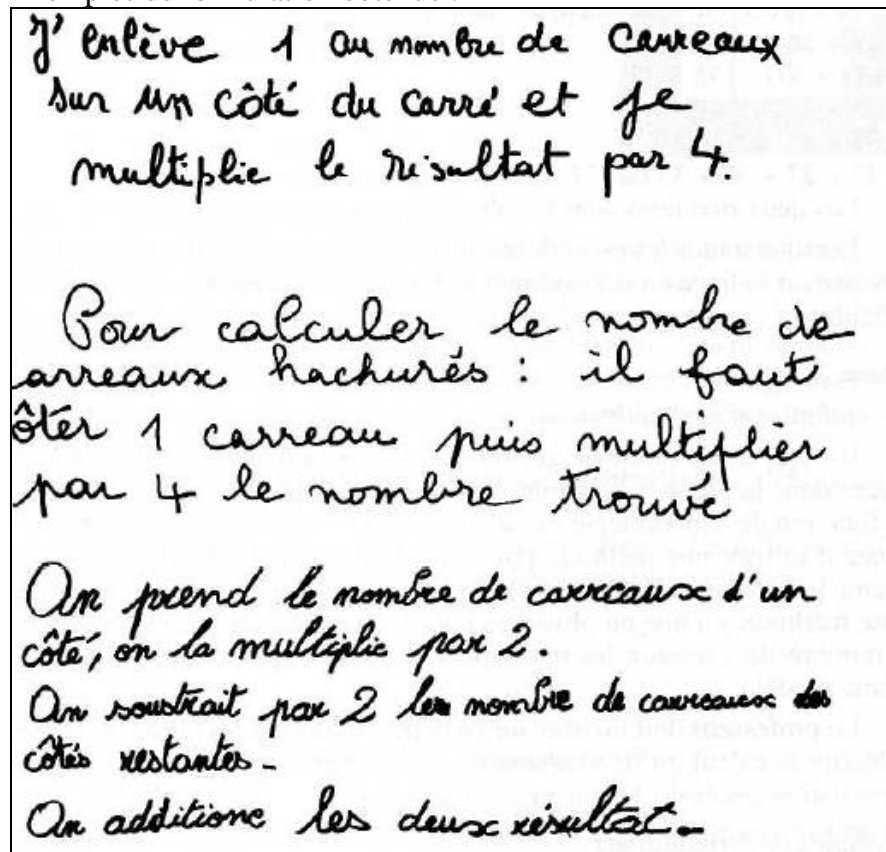 J'enlève 1 au nombre de carreaux
sur un côté du carré et je
multiplie le résultat par 4.
Pour calculer le nombre de
arreaux hachurés : il faut
ôter 1 carreau puis multiplier
par 4 le nombre trouvé
On prend le nombre de carreaux d'un
côté, on la multiplie par 2.
On soustrait par 2 les nombre de carreaux des
côtés restantes.
On additione les deux résultat.